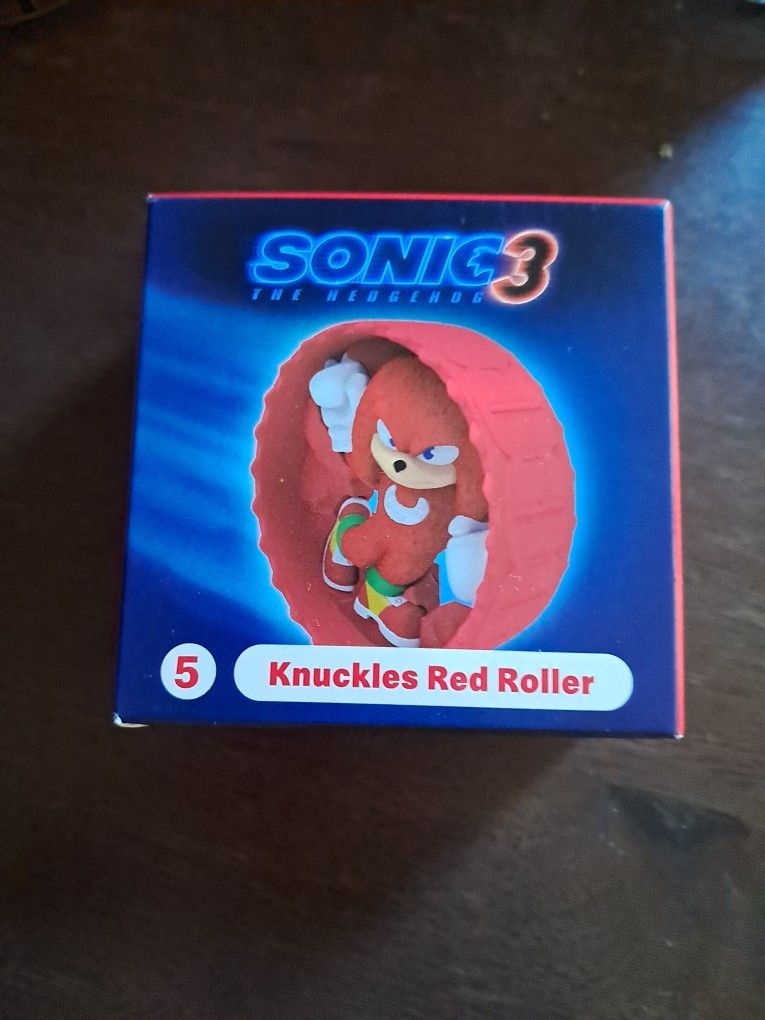 SONIC 3
THE HEDGEHOG
5 Knuckles Red Roller